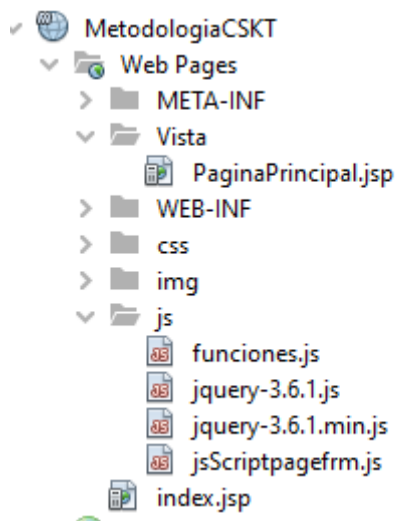 MetodologiaCSKT
Web Pages
META-INF
Vista
PaginaPrincipal.jsp
WEB-INF
css
img
js
funciones.js
jquery-3.6.1.js
jquery-3.6.1.min.js
jsScriptpagefrm.js
index.jsp